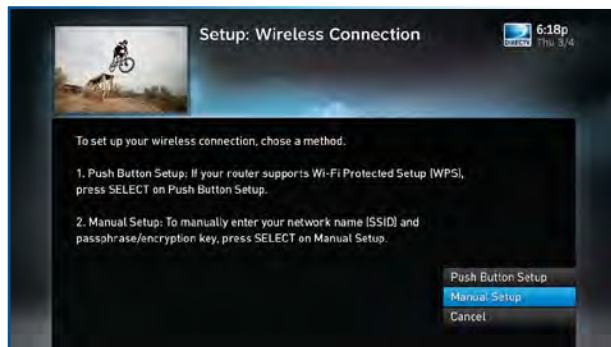 Setup: Wireless Connection
6:18p
DIRECTV
Thu 3/4
To set up your wireless connection, chose a method.
1. Push Button Setup: If your router supports Wi-Fi Protected Setup (WPS),
press SELECT on Push Button Setup.
2. Manual Setup: To manually enter your network name (SSID) and
passphrase/encryption key, press SELECT on Manual Setup.
Push Button Setup
Manual Setup
Cancel